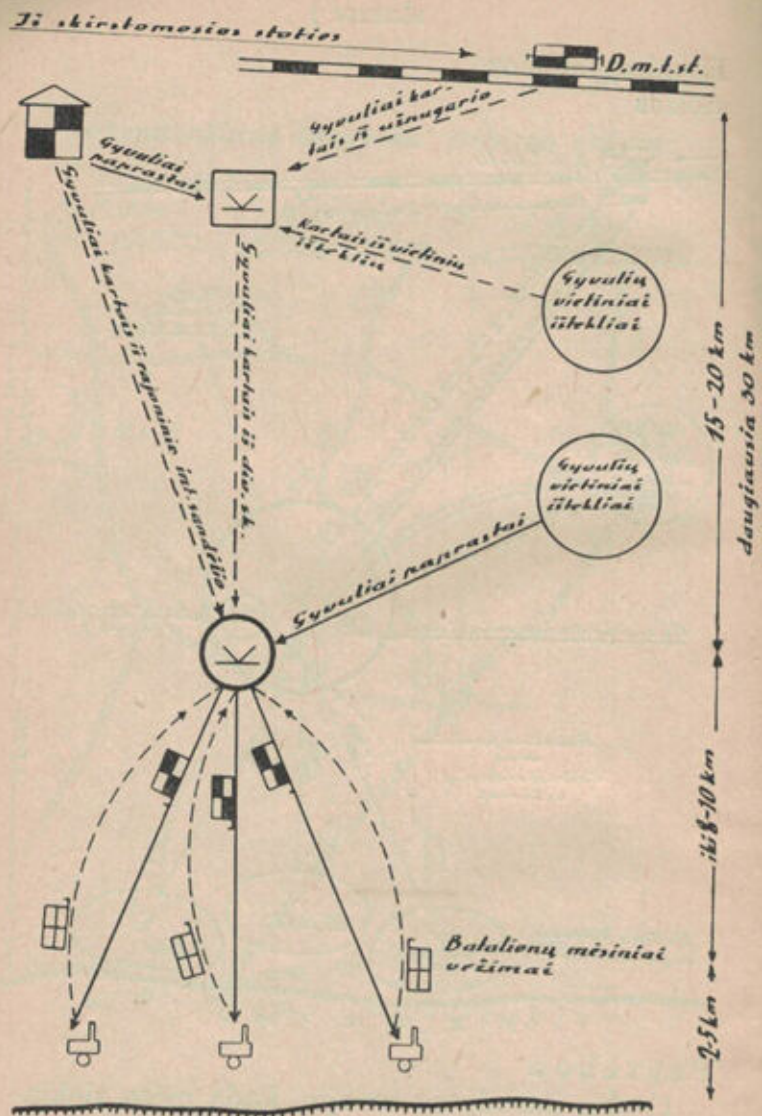 Iš skirstomosios stoties
D.m.t.st.
Gyvuliai kar-
tais iš užnugario
Gyvuliai
paprastai
Kartais iš vietinių
išteklių
Gyvulių
vietiniai
ištekliai
Gyvuliai kartais iš rajoninio int. sandėlio
Gyvuliai kartais iš div. sk.
15-20 km
daugiausia 30 km
Gyvulių
vietiniai
ištekliai
Gyvuliai paprastai
iki 8-10 km
Batalionų mėsiniai
vežimai
2-5 km